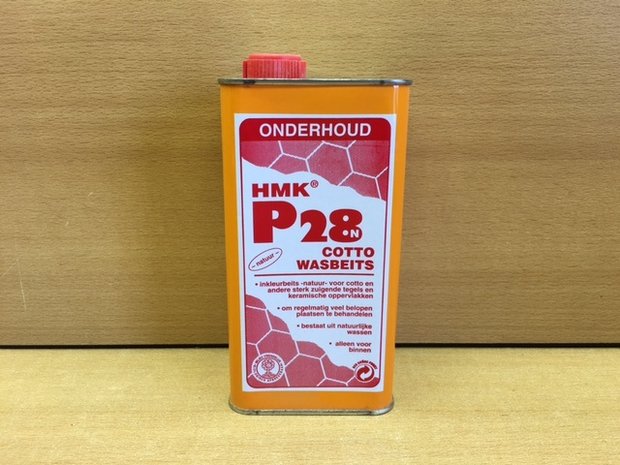 ONDERHOUD
HMK®
P28N
COTTO
WASBEITS
- natuur -
• inkleurbeits -natuur- voor cotto en
andere sterk zuigende tegels en
keramische oppervlakken
• om regelmatig veel belopen
plaatsen te behandelen
• bestaat uit natuurlijke
wassen
• alleen voor
binnen